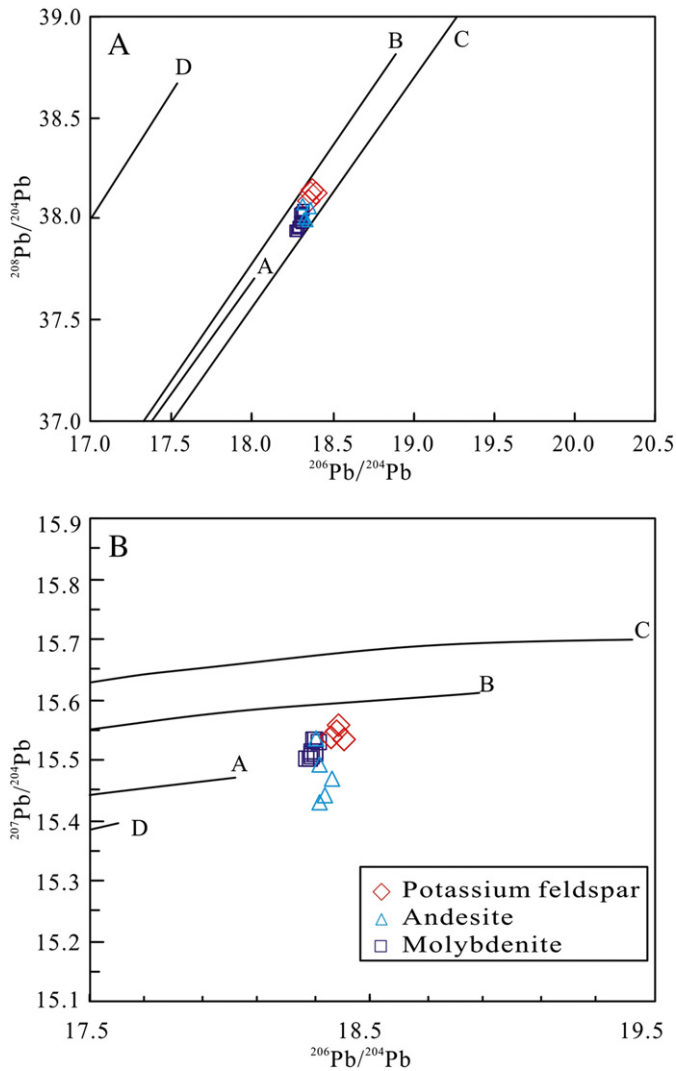 A
39.0
38.5
38.0
37.5
37.0
²⁰⁸Pb/²⁰⁴Pb
D
B
C
A
17.0 17.5 18.0 18.5 19.0 19.5 20.0 20.5
²⁰⁶Pb/²⁰⁴Pb
B
15.9
15.8
15.7
15.6
15.5
15.4
15.3
15.2
15.1
²⁰⁷Pb/²⁰⁴Pb
C
B
A
D
Potassium feldspar
Andesite
Molybdenite
17.5 18.5 19.5
²⁰⁶Pb/²⁰⁴Pb